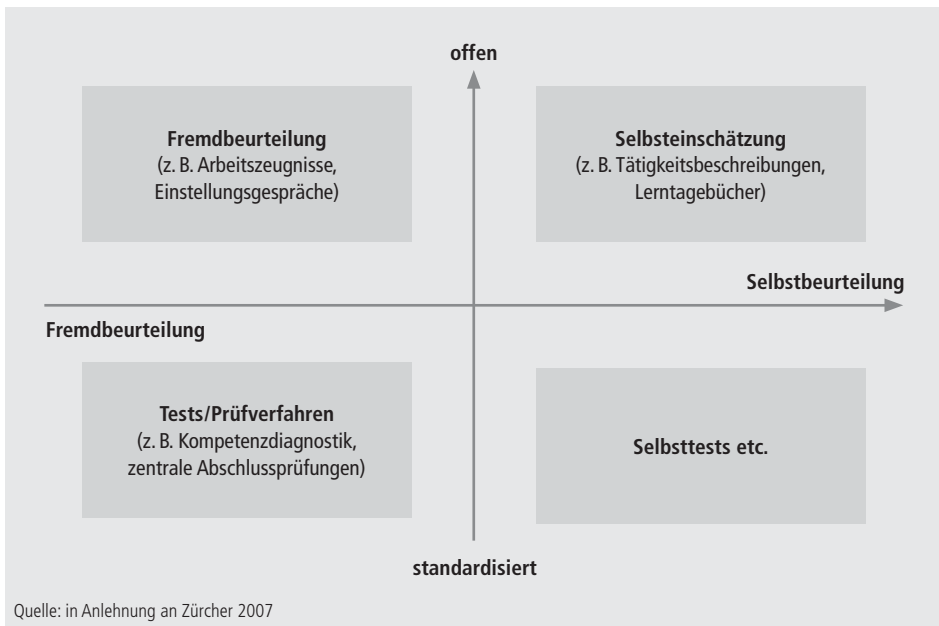 offen
Fremdbeurteilung
(z. B. Arbeitszeugnisse,
Einstellungsgespräche)
Selbsteinschätzung
(z. B. Tätigkeitsbeschreibungen,
Lerntagebücher)
Selbstbeurteilung
Fremdbeurteilung
Tests/Prüfverfahren
(z. B. Kompetenzdiagnostik,
zentrale Abschlussprüfungen)
Selbsttests etc.
standardisiert
Quelle: in Anlehnung an Zürcher 2007